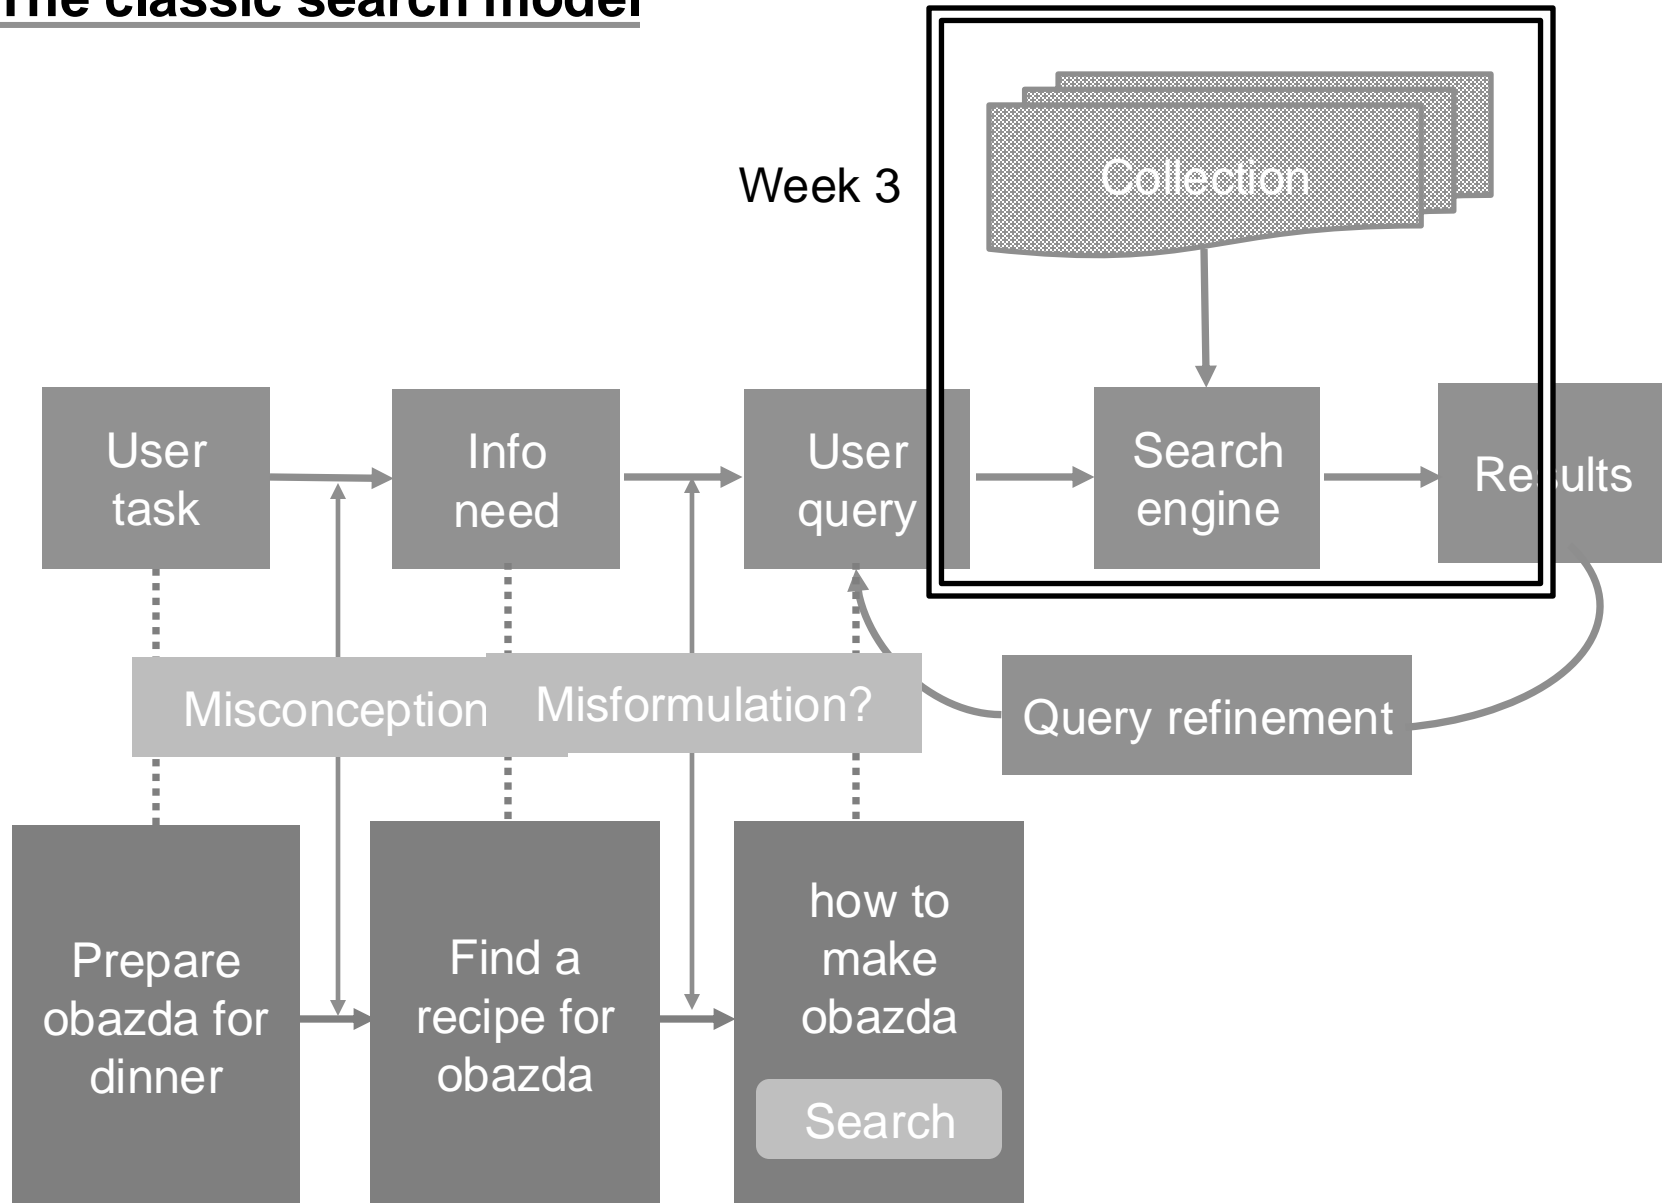 The classic search model
Week 3
Collection
User
task
Info
need
User
query
Search
engine
Results
Misconception
Misformulation?
Query refinement
Prepare
obazda for
dinner
Find a
recipe for
obazda
how to
make
obazda
Search